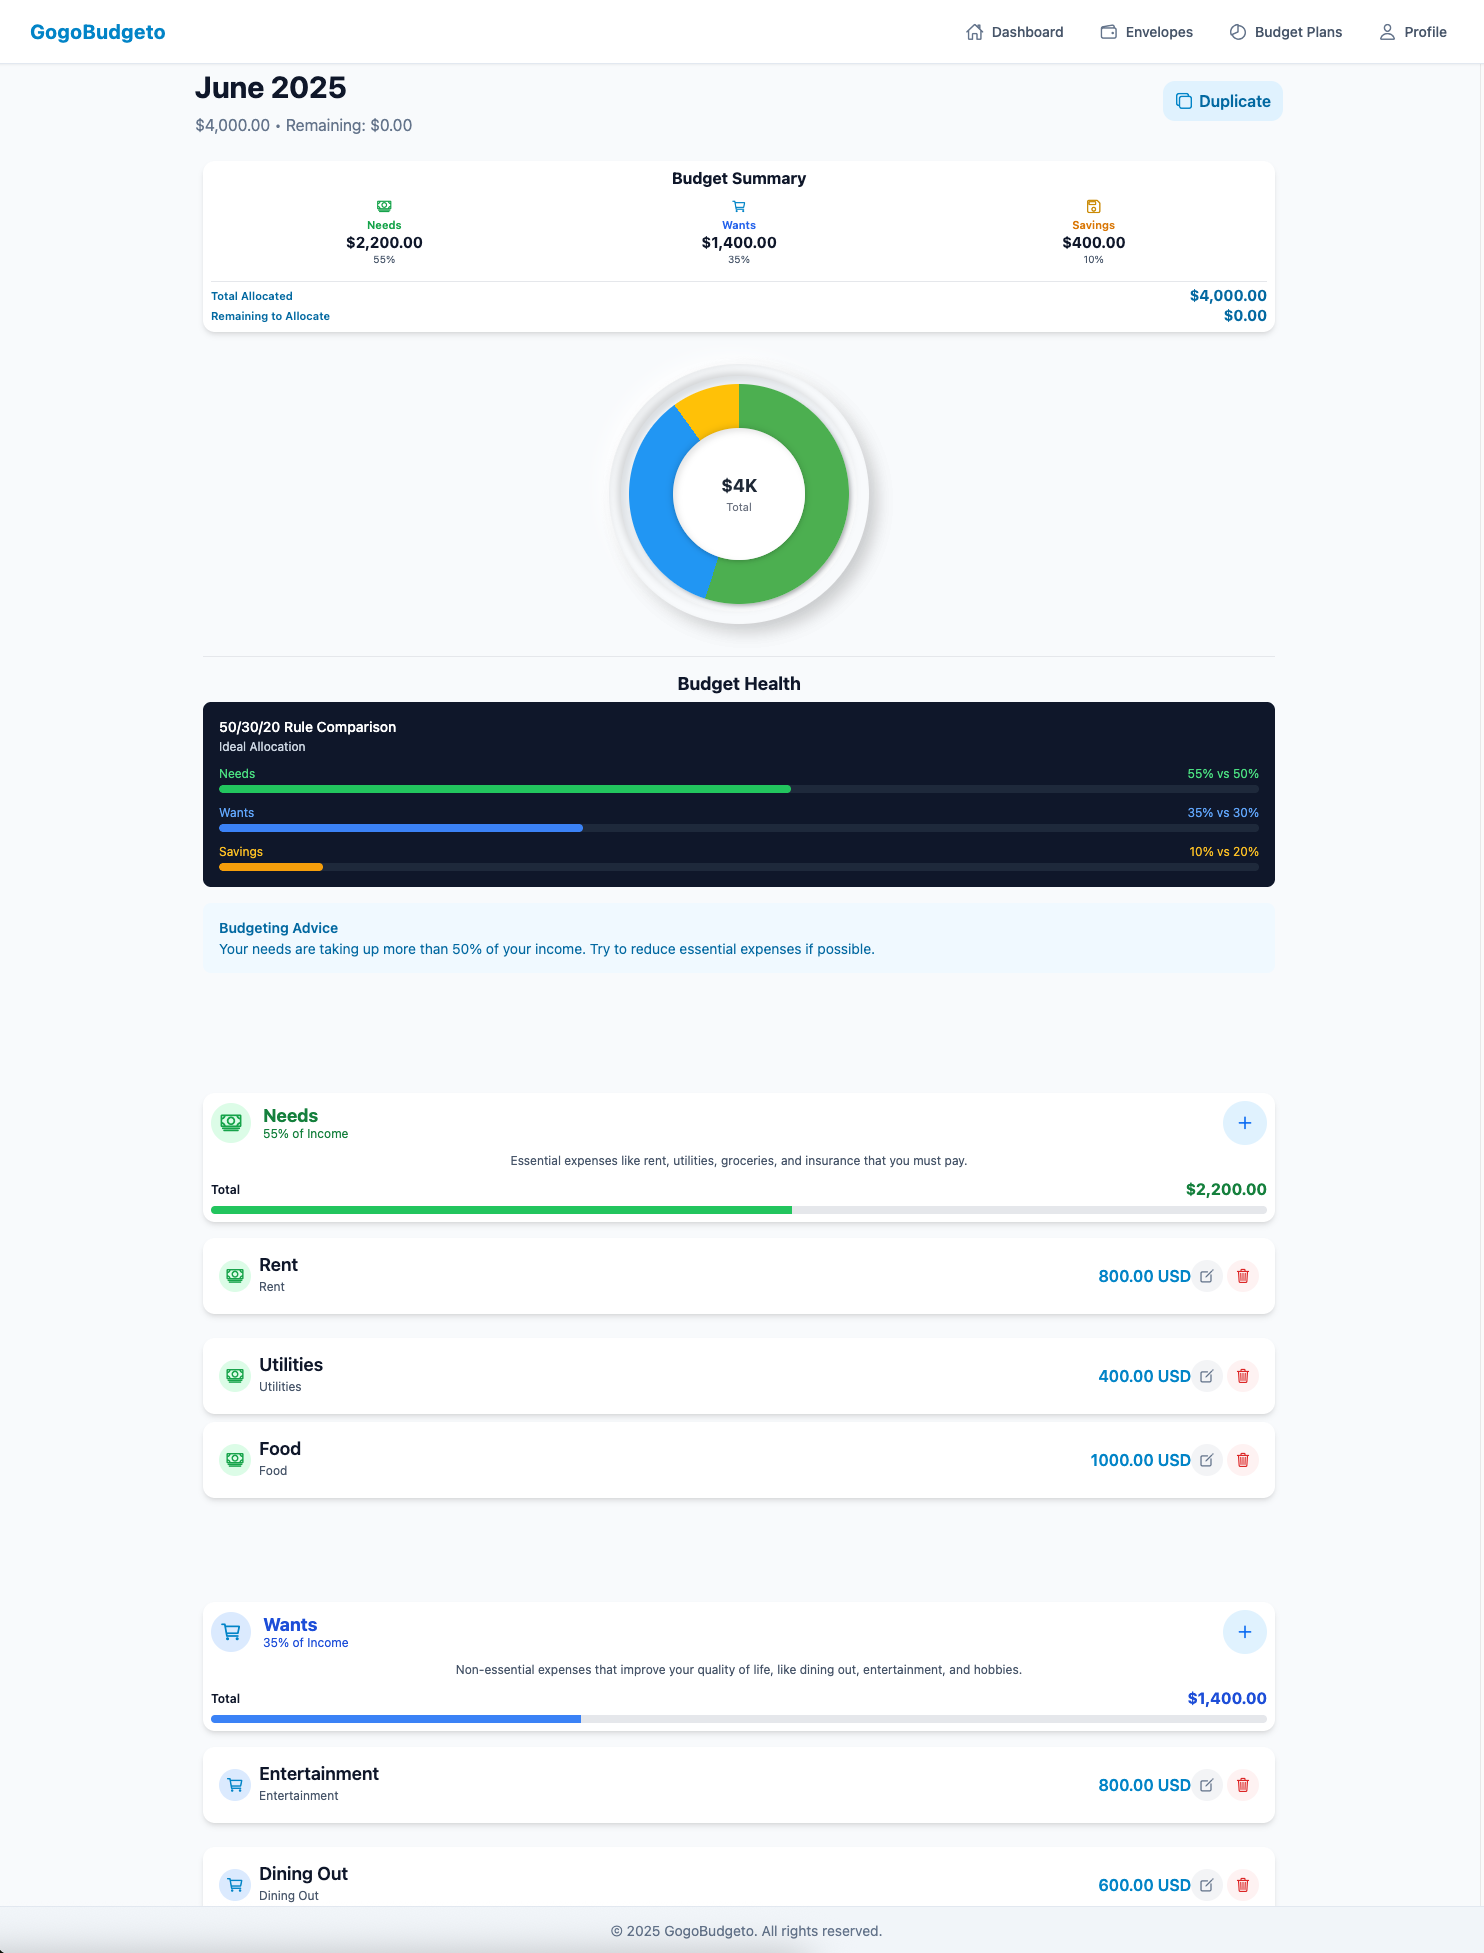 GogoBudgeto
Dashboard
Envelopes
Budget Plans
Profile
June 2025
Duplicate
$4,000.00 • Remaining: $0.00
Budget Summary
Needs
$2,200.00
55%
Wants
$1,400.00
35%
Savings
$400.00
10%
Total Allocated $4,000.00
Remaining to Allocate $0.00
$4K
Total
Budget Health
50/30/20 Rule Comparison
Ideal Allocation
Needs 55% vs 50%
Wants 35% vs 30%
Savings 10% vs 20%
Budgeting Advice
Your needs are taking up more than 50% of your income. Try to reduce essential expenses if possible.
Needs
55% of Income
Essential expenses like rent, utilities, groceries, and insurance that you must pay.
Total $2,200.00
Rent
Rent
800.00 USD
Utilities
Utilities
400.00 USD
Food
Food
1000.00 USD
Wants
35% of Income
Non-essential expenses that improve your quality of life, like dining out, entertainment, and hobbies.
Total $1,400.00
Entertainment
Entertainment
800.00 USD
Dining Out
Dining Out
600.00 USD
© 2025 GogoBudgeto. All rights reserved.